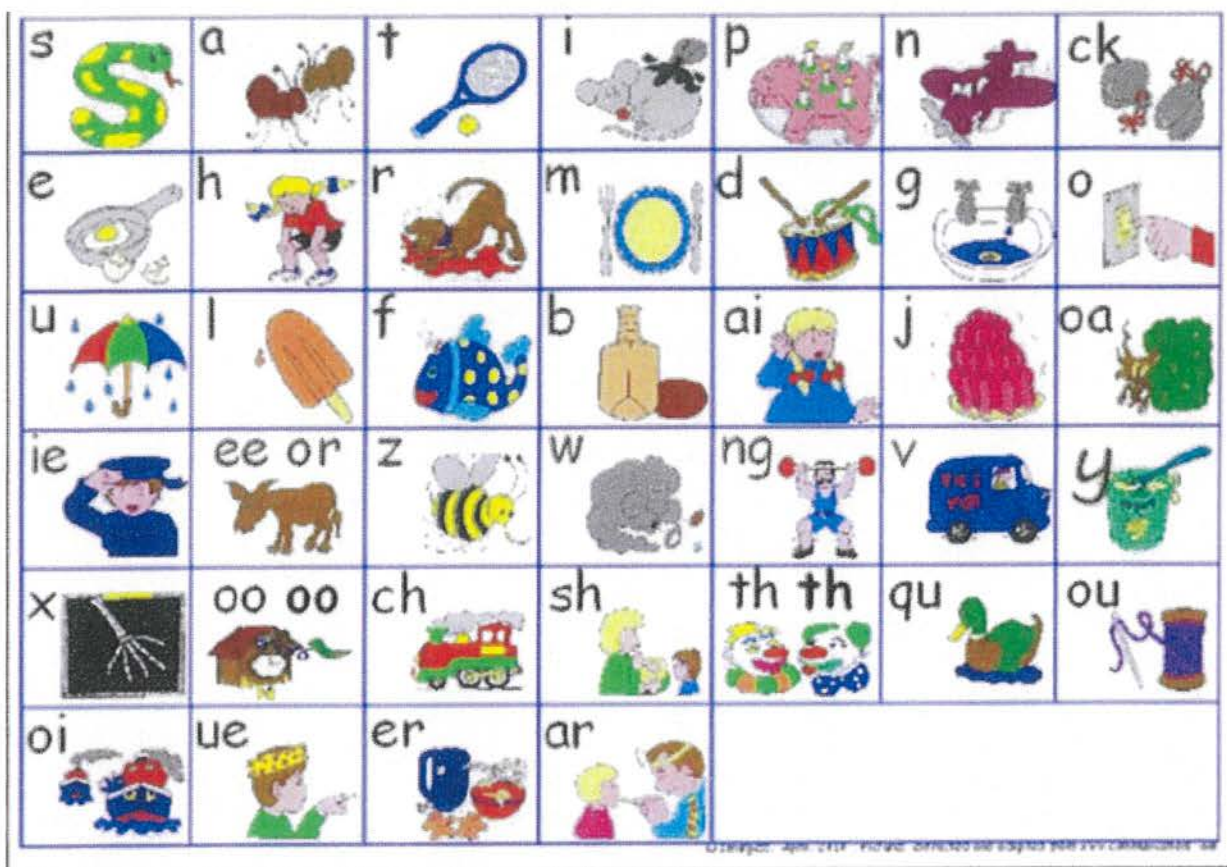 s a t i p n ck
e h r m d g o
u l f b ai j oa
ie ee or z w ng v y
x oo oo ch sh th th qu ou
oi ue er ar